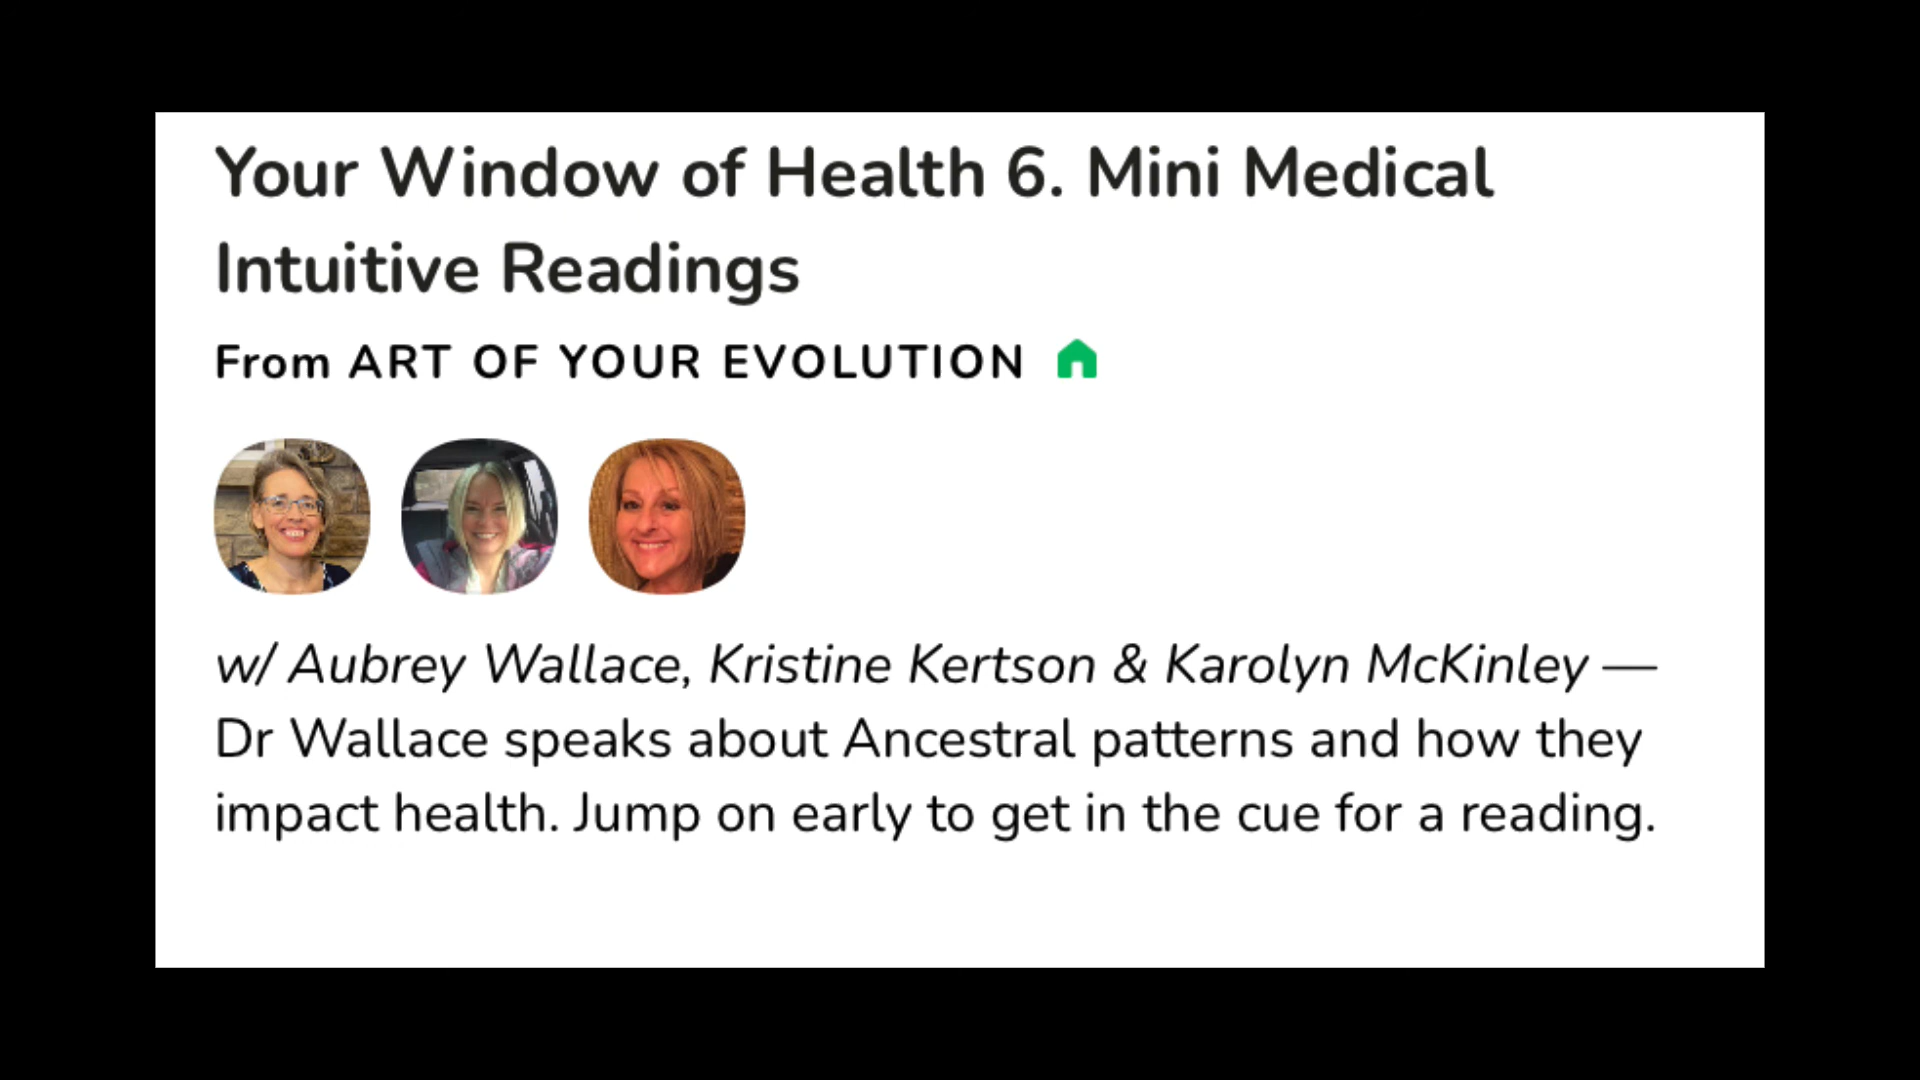 Your Window of Health 6. Mini Medical
Intuitive Readings
From ART OF YOUR EVOLUTION
w/ Aubrey Wallace, Kristine Kertson & Karolyn McKinley —
Dr Wallace speaks about Ancestral patterns and how they
impact health. Jump on early to get in the cue for a reading.